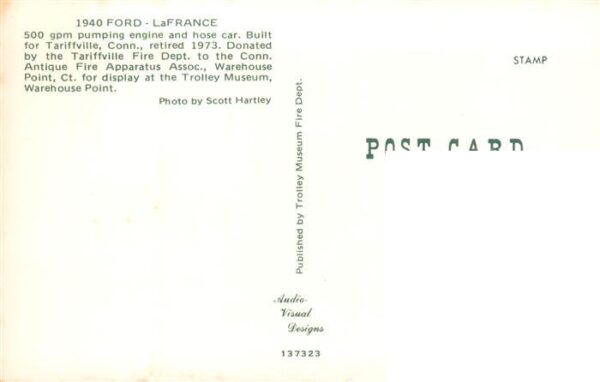 1940 FORD - LaFRANCE
500 gpm pumping engine and hose car. Built
for Tariffville, Conn., retired 1973. Donated
by the Tariffville Fire Dept. to the Conn.
Antique Fire Apparatus Assoc., Warehouse
Point, Ct. for display at the Trolley Museum,
Warehouse Point.
Photo by Scott Hartley
Published by Trolley Museum Fire Dept.
STAMP
POST CARD
Audio-
Visual
Designs
137323